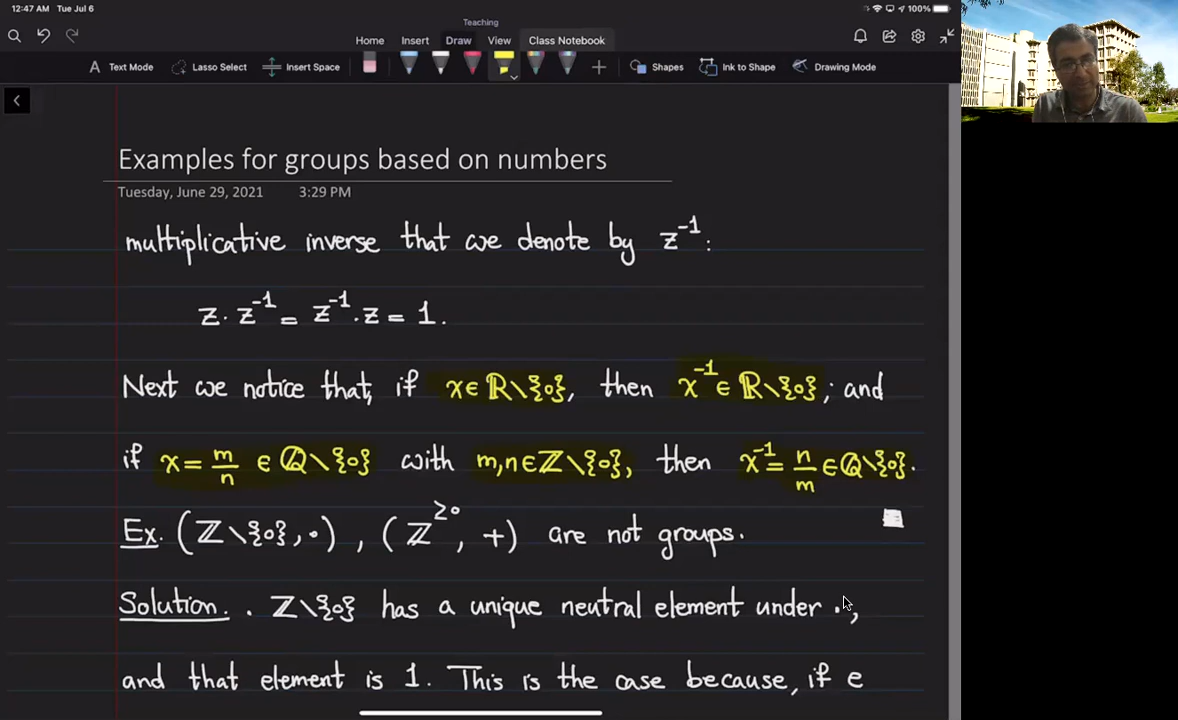 12:47 AM Tue Jul 6
100%
Teaching
Home Insert Draw View Class Notebook
Text Mode Lasso Select Insert Space Shapes Ink to Shape Drawing Mode
Examples for groups based on numbers
Tuesday, June 29, 2021 3:29 PM
multiplicative inverse that we denote by z⁻¹:
z·z⁻¹ = z⁻¹·z = 1.
Next we notice that, if x∈ℝ\{0}, then x⁻¹∈ℝ\{0}; and
if x = m/n ∈ ℚ\{0} with m,n∈ℤ\{0}, then x⁻¹ = n/m ∈ ℚ\{0}.
Ex. (ℤ\{0}, ·), (ℤ^≥0, +) are not groups.
Solution. . ℤ\{0} has a unique neutral element under ·,
and that element is 1. This is the case because, if e